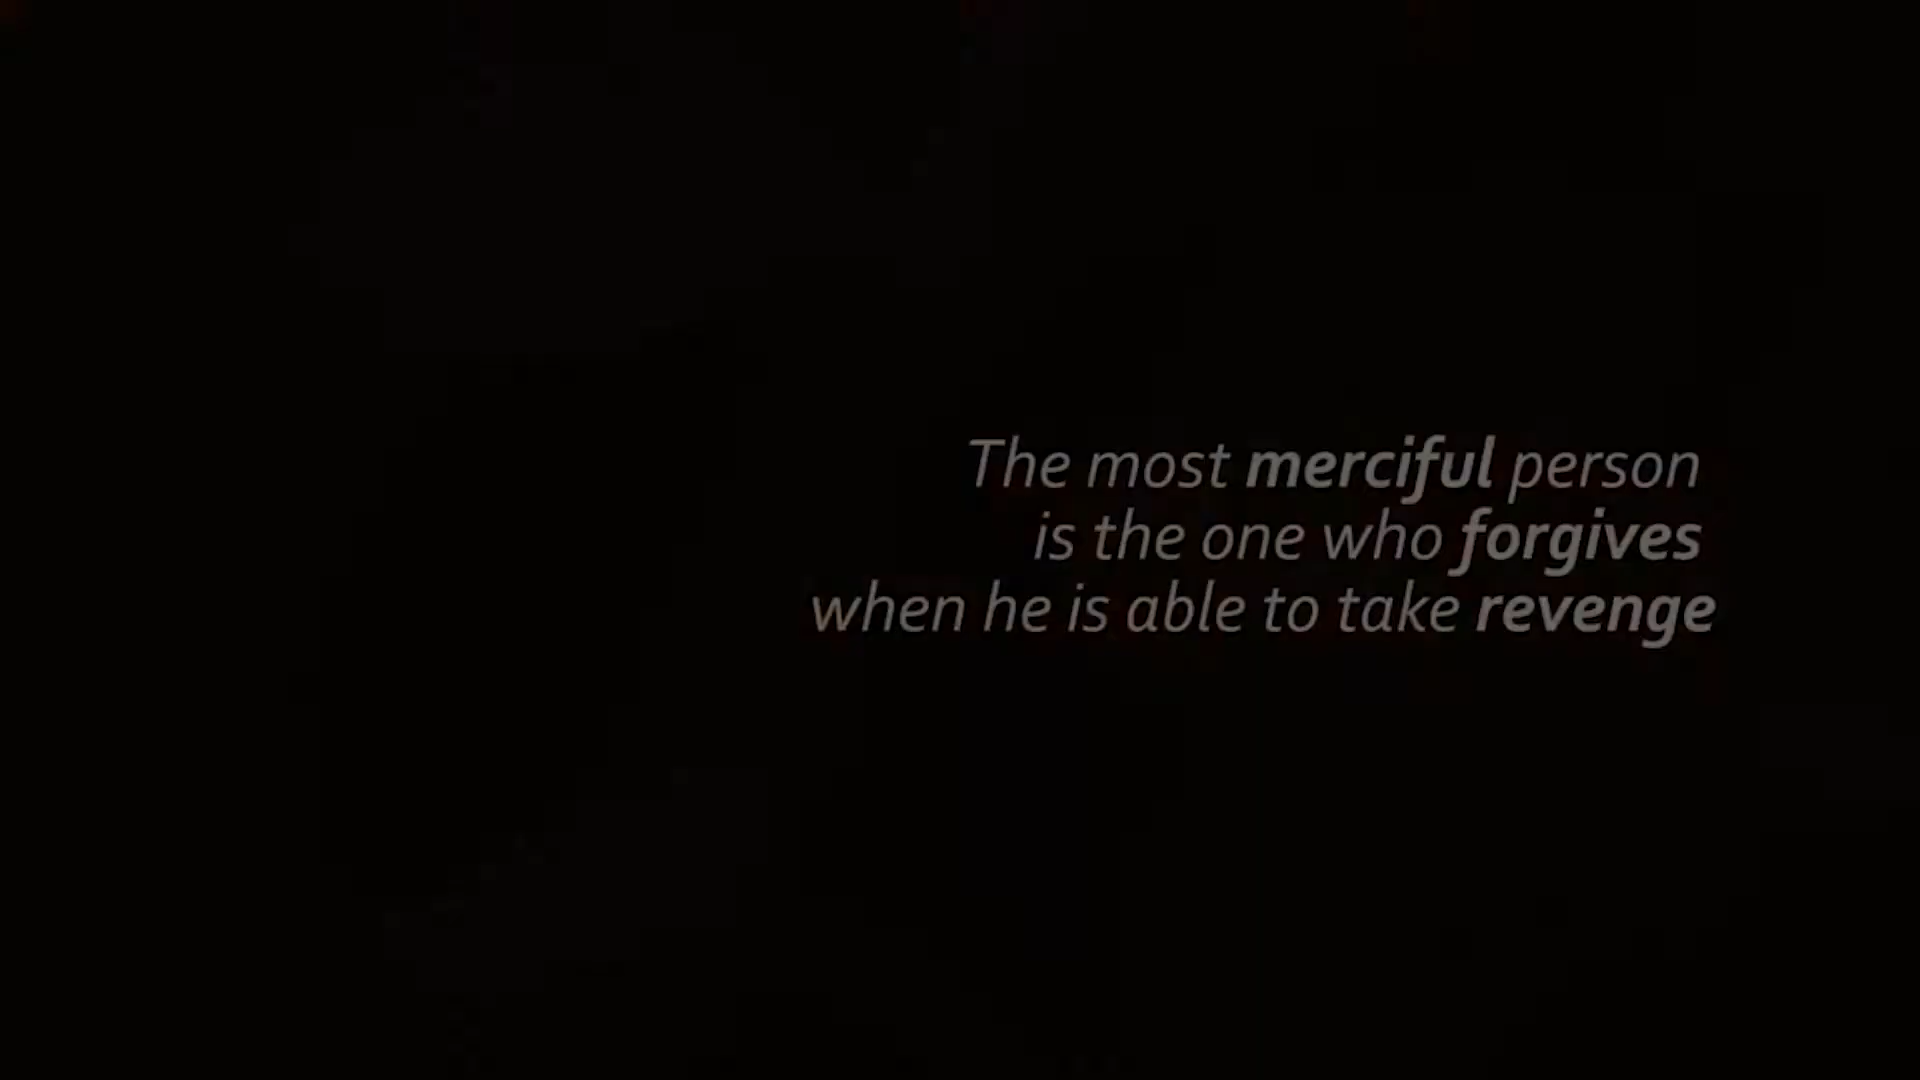 The most merciful person
is the one who forgives
when he is able to take revenge